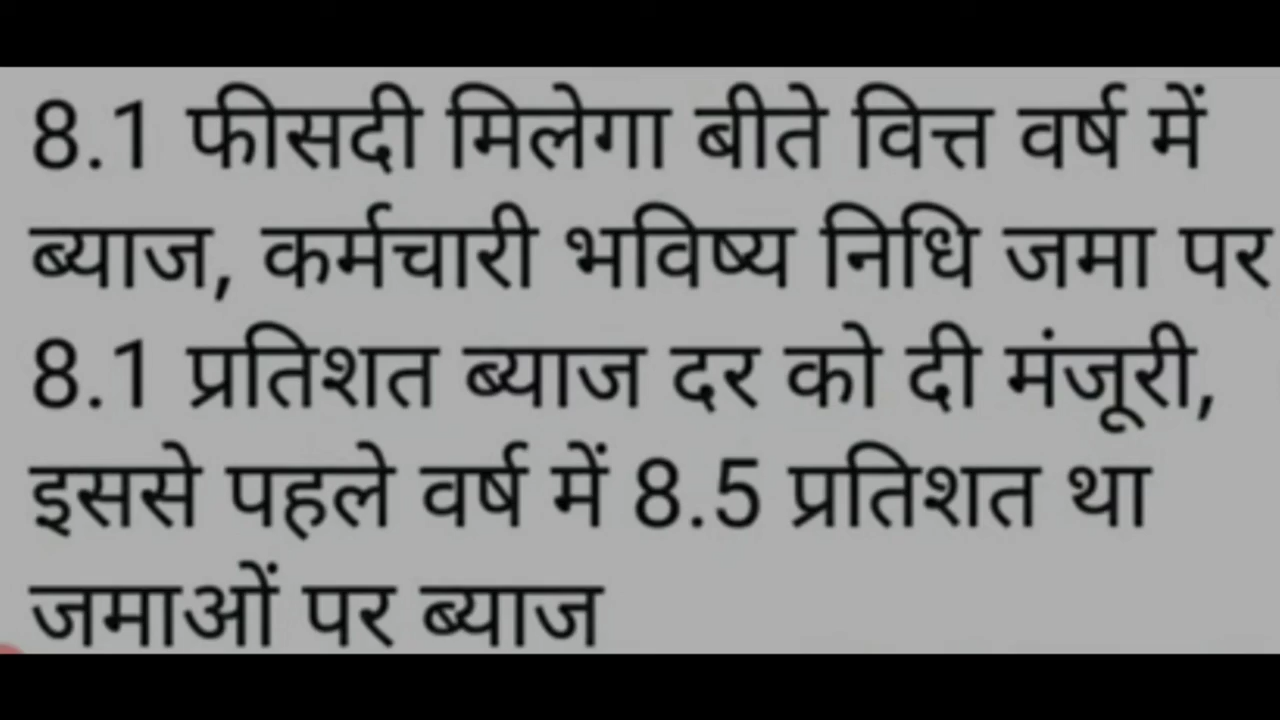 8.1 फीसदी मिलेगा बीते वित्त वर्ष में
ब्याज, कर्मचारी भविष्य निधि जमा पर
8.1 प्रतिशत ब्याज दर को दी मंजूरी,
इससे पहले वर्ष में 8.5 प्रतिशत था
जमाओं पर ब्याज